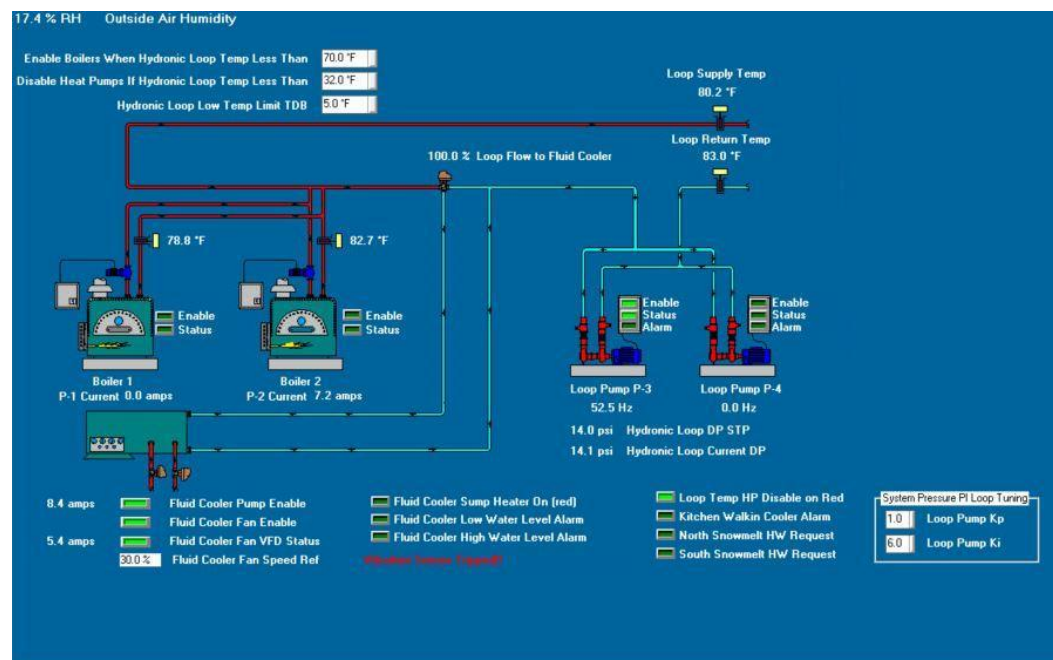 17.4 % RH Outside Air Humidity
Enable Boilers When Hydronic Loop Temp Less Than 70.0 °F
Disable Heat Pumps If Hydronic Loop Temp Less Than 32.0 °F
Hydronic Loop Low Temp Limit TDB 5.0 °F
Loop Supply Temp
80.2 °F
Loop Return Temp
83.0 °F
100.0 % Loop Flow to Fluid Cooler
78.8 °F
82.7 °F
Enable
Status
Enable
Status
Enable
Status
Alarm
Enable
Status
Alarm
Boiler 1
P-1 Current 0.0 amps
Boiler 2
P-2 Current 7.2 amps
Loop Pump P-3
52.5 Hz
Loop Pump P-4
0.0 Hz
14.0 psi Hydronic Loop DP STP
14.1 psi Hydronic Loop Current DP
8.4 amps Fluid Cooler Pump Enable
Fluid Cooler Fan Enable
5.4 amps Fluid Cooler Fan VFD Status
30.0 % Fluid Cooler Fan Speed Ref
Fluid Cooler Sump Heater On (red)
Fluid Cooler Low Water Level Alarm
Fluid Cooler High Water Level Alarm
Loop Temp HP Disable on Red
Kitchen Walkin Cooler Alarm
North Snowmelt HW Request
South Snowmelt HW Request
System Pressure PI Loop Tuning
1.0 Loop Pump Kp
6.0 Loop Pump Ki